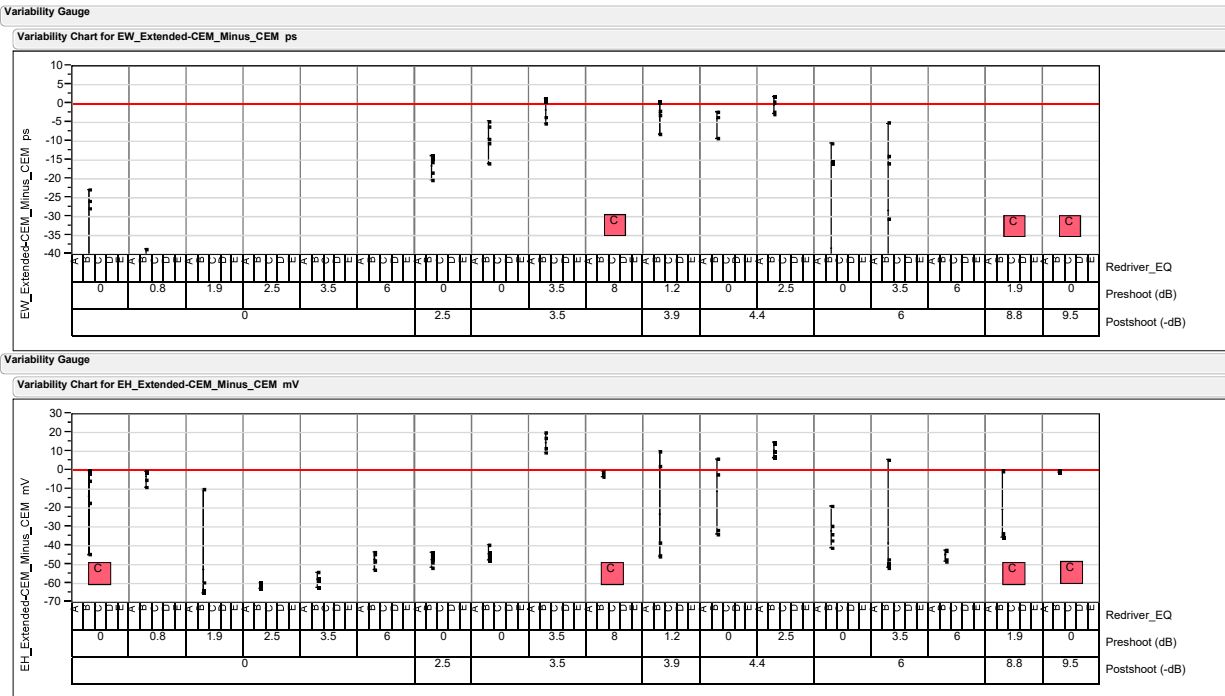 Variability Gauge
Variability Chart for EW_Extended-CEM_Minus_CEM ps
EW_Extended-CEM_Minus_CEM ps
10
5
0
-5
-10
-15
-20
-25
-30
-35
-40
C C C
A B C D E A B C D E A B C D E A B C D E A B C D E A B C D E A B C D E A B C D E A B C D E A B C D E A B C D E A B C D E A B C D E A B C D E A B C D E A B C D E A B C D E A B C D E Redriver_EQ
0 0.8 1.9 2.5 3.5 6 0 0 3.5 8 1.2 0 2.5 0 3.5 6 1.9 0 Preshoot (dB)
0 2.5 3.5 3.9 4.4 6 8.8 9.5 Postshoot (-dB)
Variability Gauge
Variability Chart for EH_Extended-CEM_Minus_CEM mV
EH_Extended-CEM_Minus_CEM mV
30
20
10
0
-10
-20
-30
-40
-50
-60
-70
C C C C
A B C D E A B C D E A B C D E A B C D E A B C D E A B C D E A B C D E A B C D E A B C D E A B C D E A B C D E A B C D E A B C D E A B C D E A B C D E A B C D E A B C D E A B C D E Redriver_EQ
0 0.8 1.9 2.5 3.5 6 0 0 3.5 8 1.2 0 2.5 0 3.5 6 1.9 0 Preshoot (dB)
0 2.5 3.5 3.9 4.4 6 8.8 9.5 Postshoot (-dB)